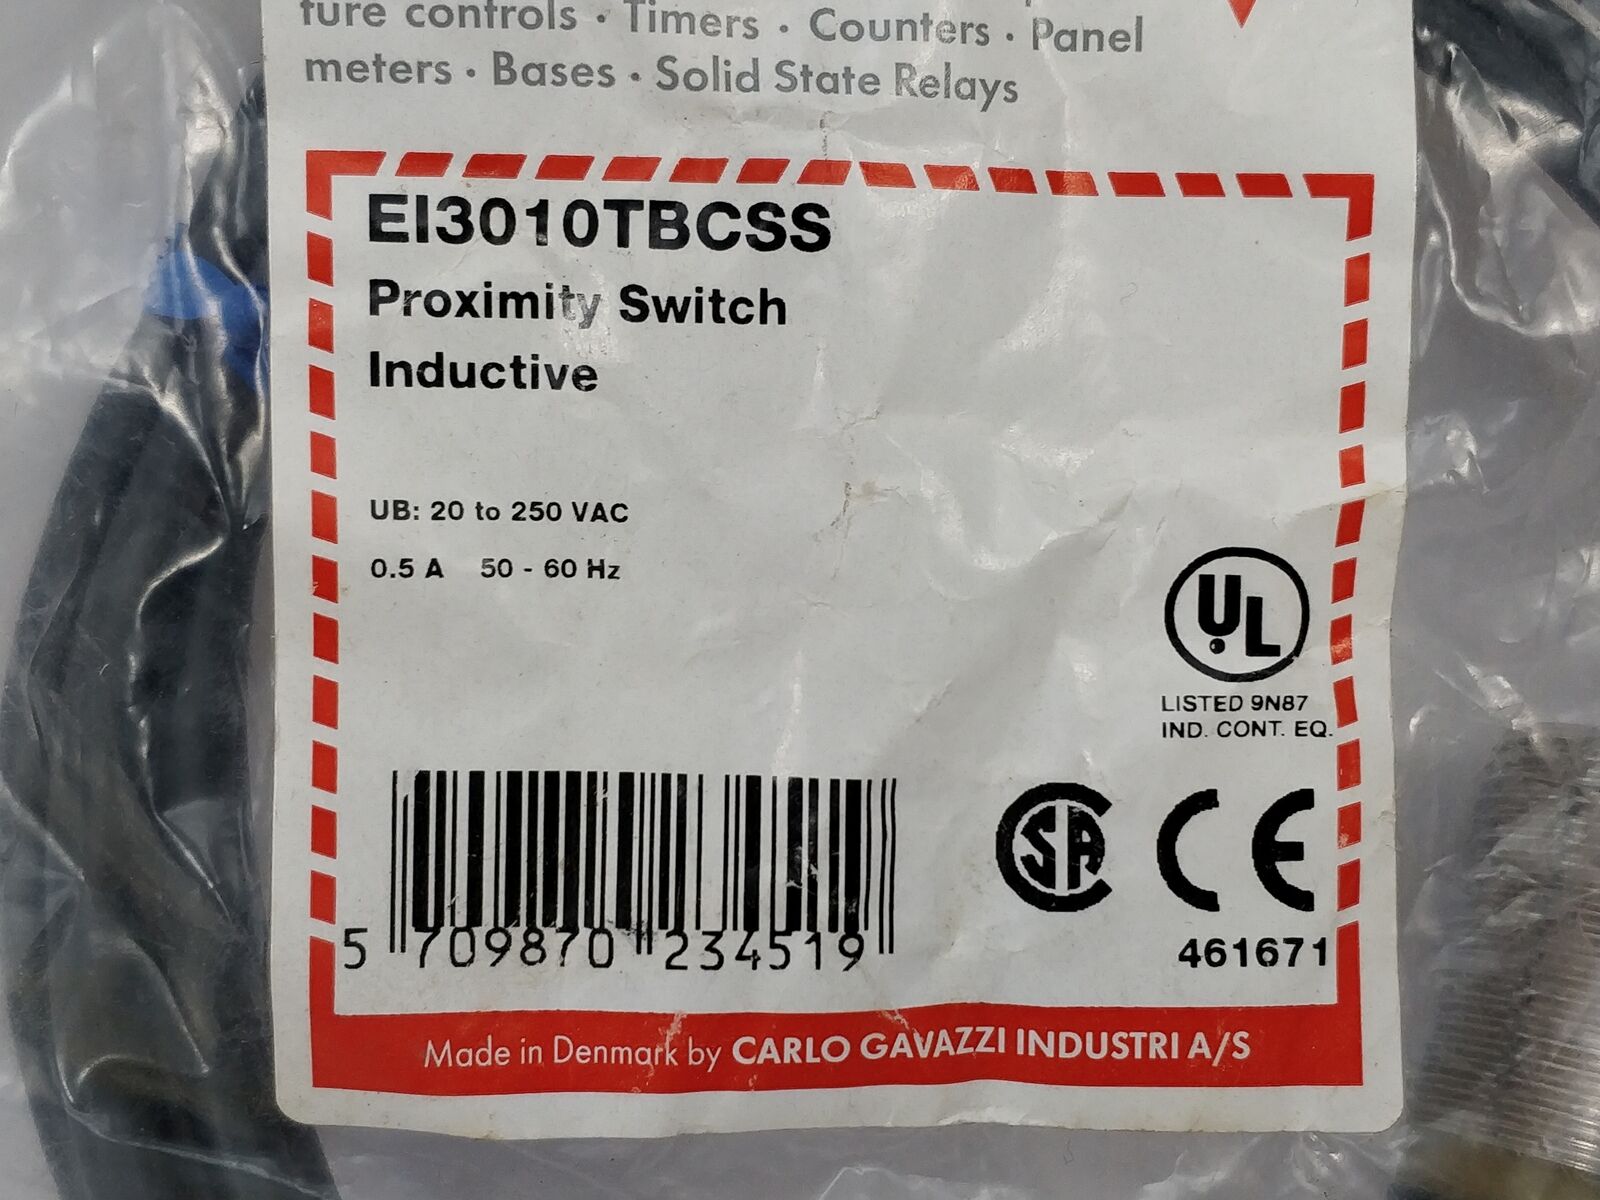 ture controls · Timers · Counters · Panel
meters · Bases · Solid State Relays
EI3010TBCSS
Proximity Switch
Inductive
UB: 20 to 250 VAC
0.5 A 50 - 60 Hz
UL
LISTED 9N87
IND. CONT. EQ.
SA CE
5 709870 234519
461671
Made in Denmark by CARLO GAVAZZI INDUSTRI A/S